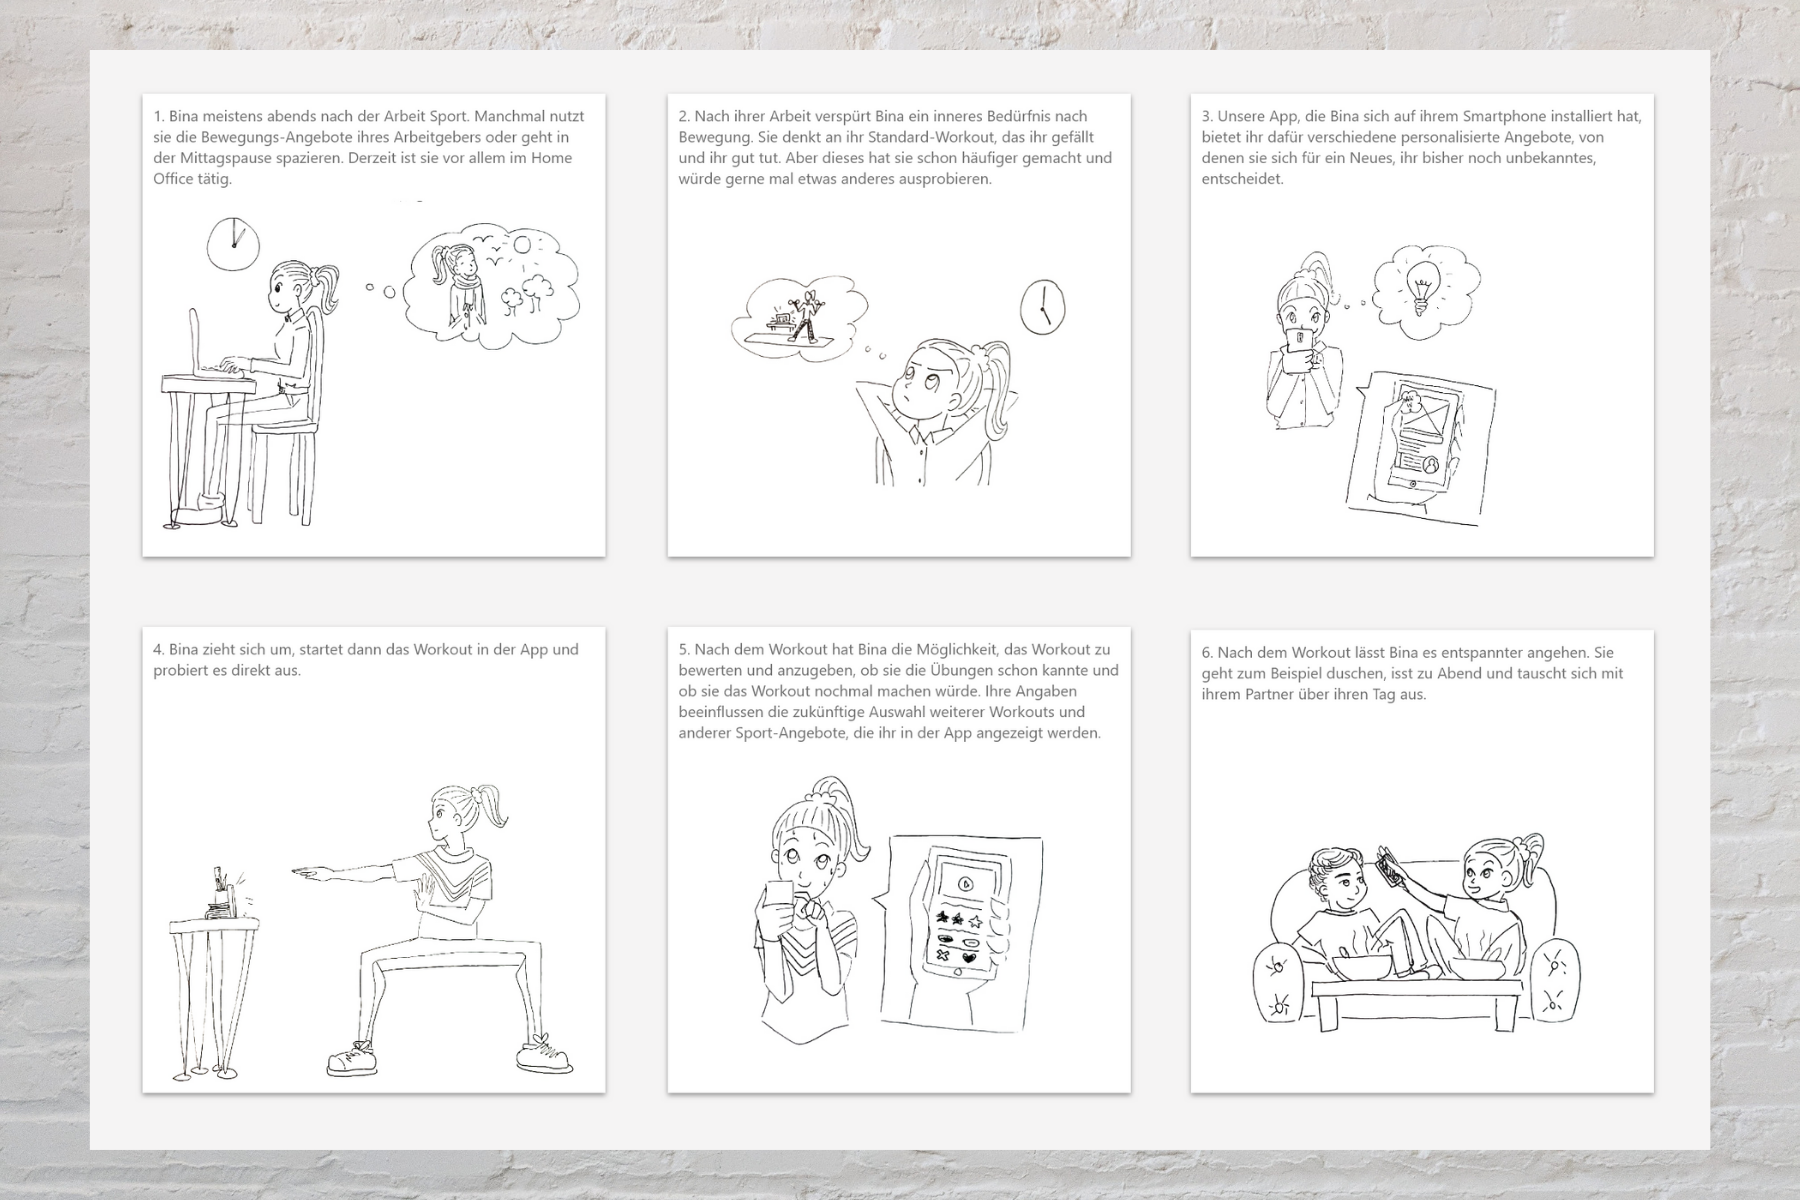 1. Bina meistens abends nach der Arbeit Sport. Manchmal nutzt
sie die Bewegungs-Angebote ihres Arbeitgebers oder geht in
der Mittagspause spazieren. Derzeit ist sie vor allem im Home
Office tätig.
2. Nach ihrer Arbeit verspürt Bina ein inneres Bedürfnis nach
Bewegung. Sie denkt an ihr Standard-Workout, das ihr gefällt
und ihr gut tut. Aber dieses hat sie schon häufiger gemacht und
würde gerne mal etwas anderes ausprobieren.
3. Unsere App, die Bina sich auf ihrem Smartphone installiert hat,
bietet ihr dafür verschiedene personalisierte Angebote, von
denen sie sich für ein Neues, ihr bisher noch unbekanntes,
entscheidet.
4. Bina zieht sich um, startet dann das Workout in der App und
probiert es direkt aus.
5. Nach dem Workout hat Bina die Möglichkeit, das Workout zu
bewerten und anzugeben, ob sie die Übungen schon kannte und
ob sie das Workout nochmal machen würde. Ihre Angaben
beeinflussen die zukünftige Auswahl weiterer Workouts und
anderer Sport-Angebote, die ihr in der App angezeigt werden.
6. Nach dem Workout lässt Bina es entspannter angehen. Sie
geht zum Beispiel duschen, isst zu Abend und tauscht sich mit
ihrem Partner über ihren Tag aus.